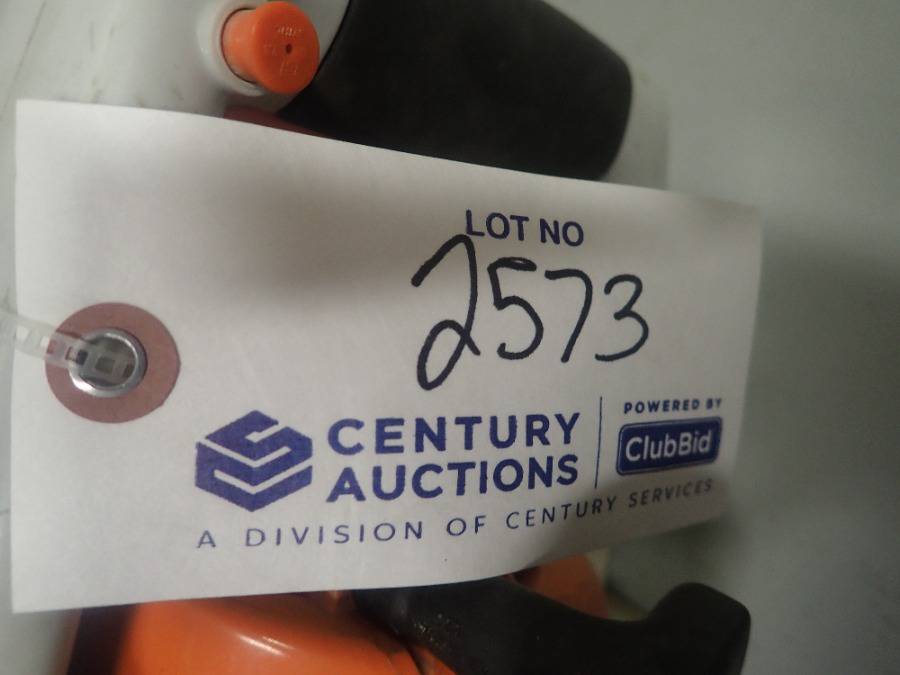 LOT NO
2573
CENTURY
AUCTIONS
POWERED BY
ClubBid
A DIVISION OF CENTURY SERVICES